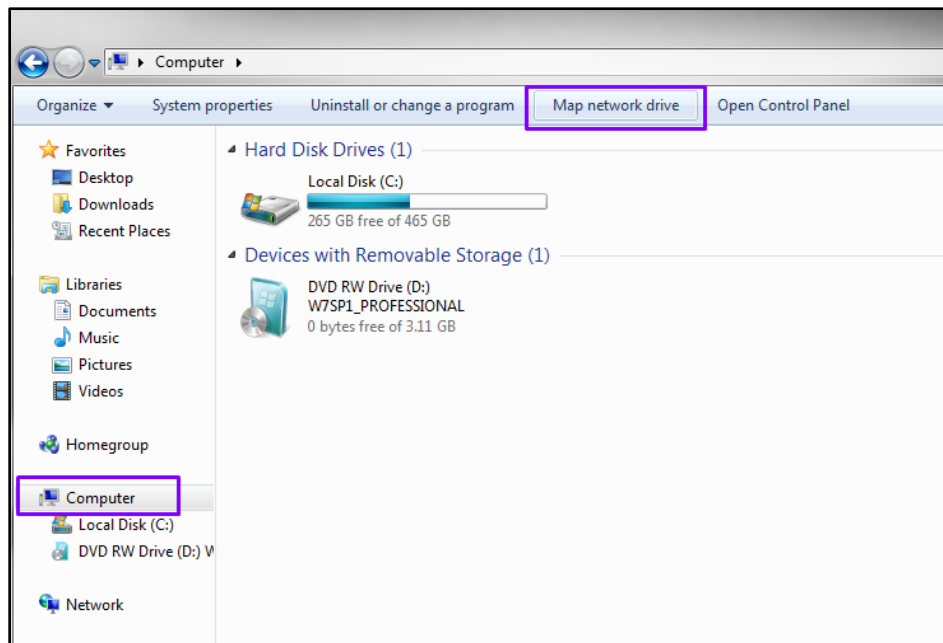 Computer
Organize
System properties
Uninstall or change a program
Map network drive
Open Control Panel
Favorites
Desktop
Downloads
Recent Places
Libraries
Documents
Music
Pictures
Videos
Homegroup
Computer
Local Disk (C:)
DVD RW Drive (D:) W
Network
Hard Disk Drives (1)
Local Disk (C:)
265 GB free of 465 GB
Devices with Removable Storage (1)
DVD RW Drive (D:)
W7SP1_PROFESSIONAL
0 bytes free of 3.11 GB